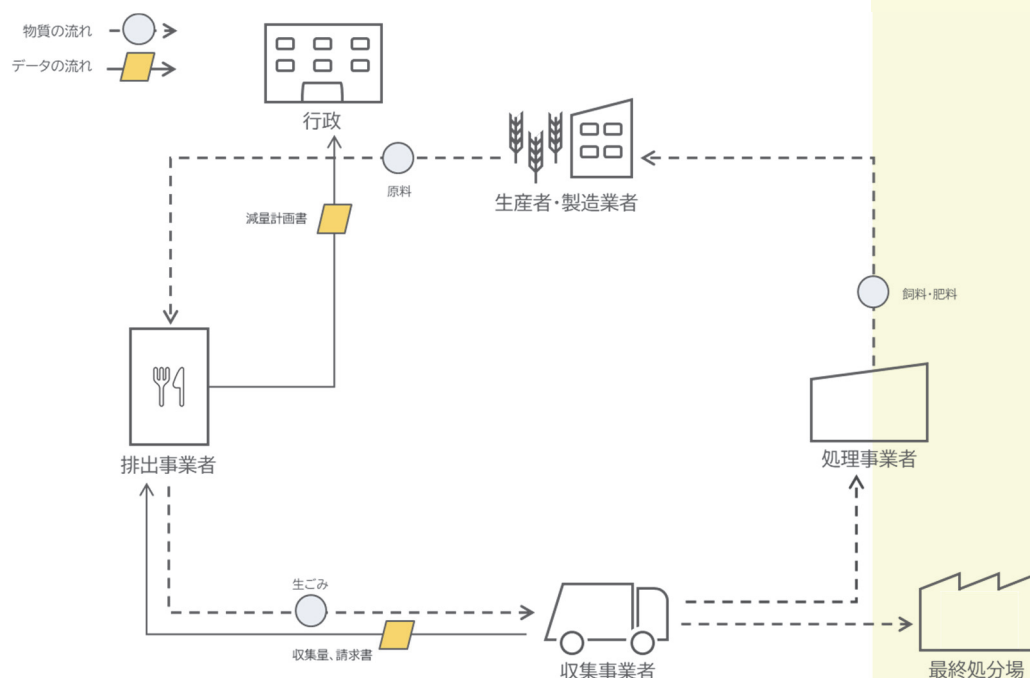 物質の流れ
データの流れ
行政
原料
生産者・製造業者
減量計画書
飼料・肥料
排出事業者
処理事業者
生ごみ
収集量、請求書
収集事業者
最終処分場